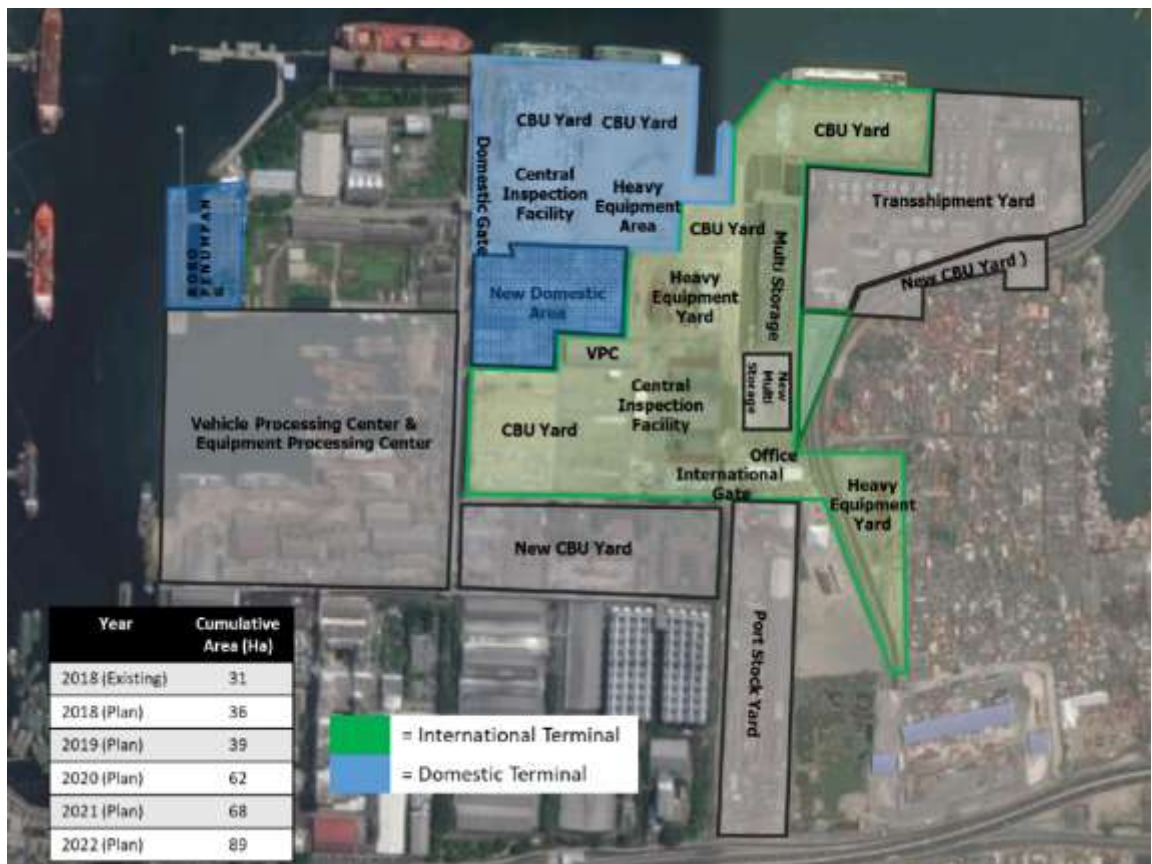 CBU Yard
CBU Yard
CBU Yard
Domestic Gate
Central
Inspection
Facility
Heavy
Equipment
Area
Transshipment Yard
RORO
PENUMPAN
G
CBU Yard
Multi Storage
New CBU Yard )
Heavy
Equipment
Yard
New Domestic
Area
VPC
New
Multi
Storage
Central
Inspection
Facility
Vehicle Processing Center &
Equipment Processing Center
CBU Yard
Office
International
Gate
Heavy
Equipment
Yard
New CBU Yard
Port Stock Yard
Year Cumulative
Area (Ha)
2018 (Existing) 31
2018 (Plan) 36
2019 (Plan) 39
2020 (Plan) 62
2021 (Plan) 68
2022 (Plan) 89
= International Terminal
= Domestic Terminal